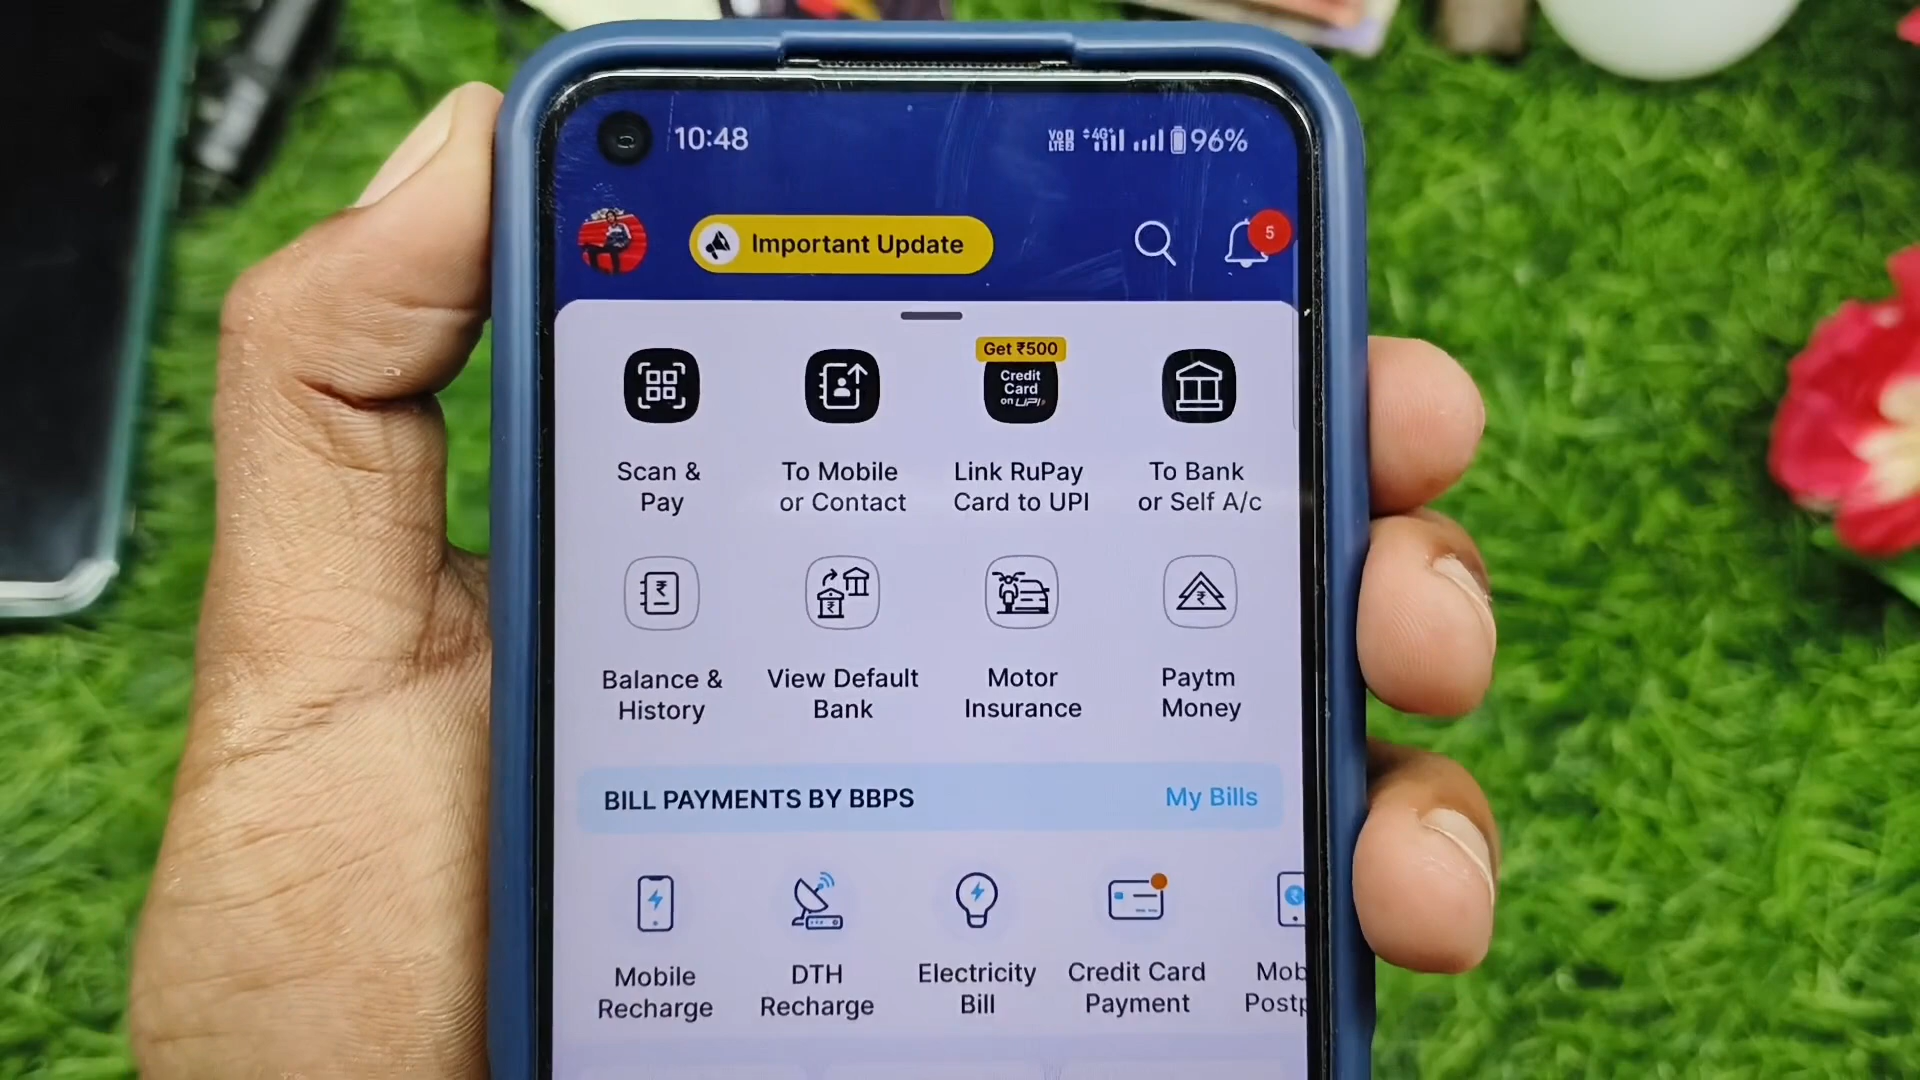 10:48
Vo LTE 4G+ 96%
Important Update
5
Get ₹500
Credit
Card
on UPI
Scan &
Pay
To Mobile
or Contact
Link RuPay
Card to UPI
To Bank
or Self A/c
₹
₹
₹
Balance &
History
View Default
Bank
Motor
Insurance
Paytm
Money
BILL PAYMENTS BY BBPS
My Bills
Mobile
Recharge
DTH
Recharge
Electricity
Bill
Credit Card
Payment
Mob
Postp